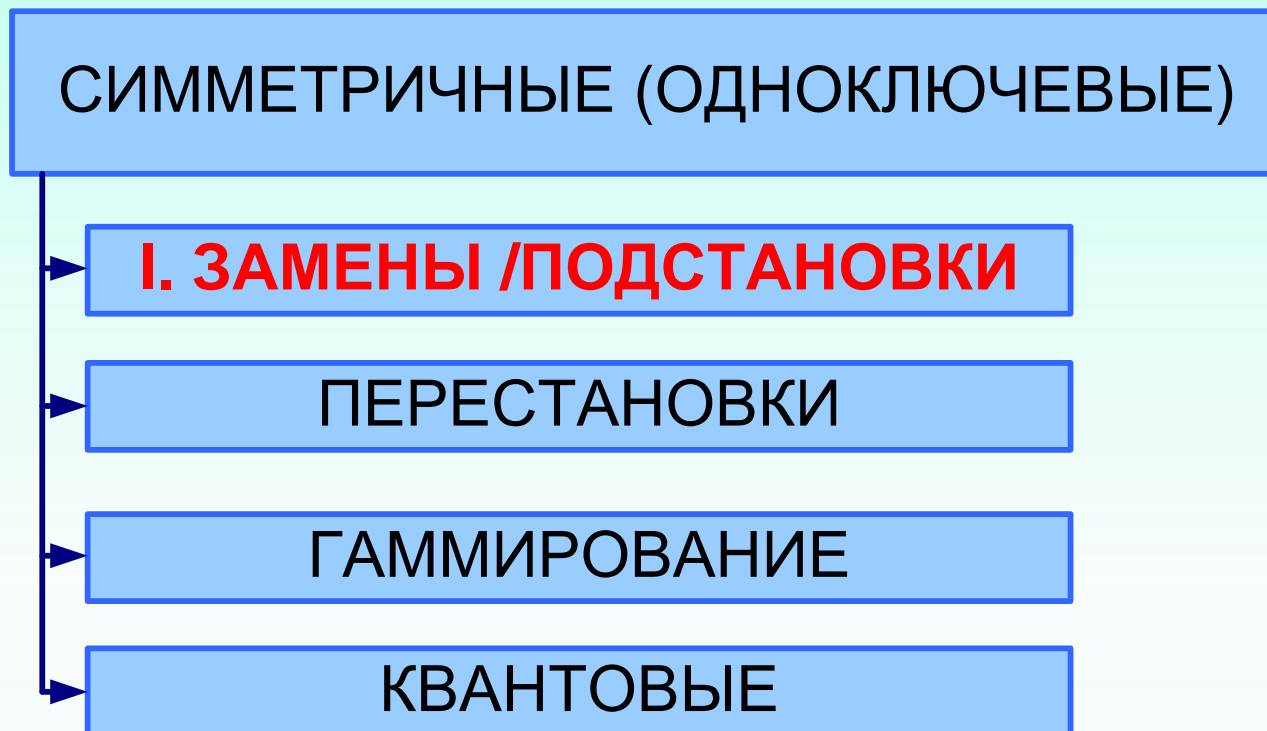 СИММЕТРИЧНЫЕ (ОДНОКЛЮЧЕВЫЕ)
I. ЗАМЕНЫ /ПОДСТАНОВКИ
ПЕРЕСТАНОВКИ
ГАММИРОВАНИЕ
КВАНТОВЫЕ